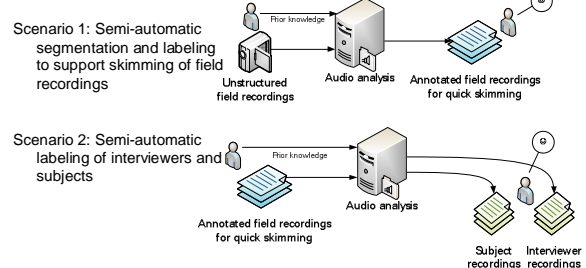 Scenario 1: Semi-automatic
segmentation and labeling
to support skimming of field
recordings
Prior knowledge
Unstructured
field recordings
Audio analysis
Annotated field recordings
for quick skimming
Scenario 2: Semi-automatic
labeling of interviewers and
subjects
Prior knowledge
Annotated field recordings
for quick skimming
Audio analysis
Subject
recordings
Interviewer
recordings